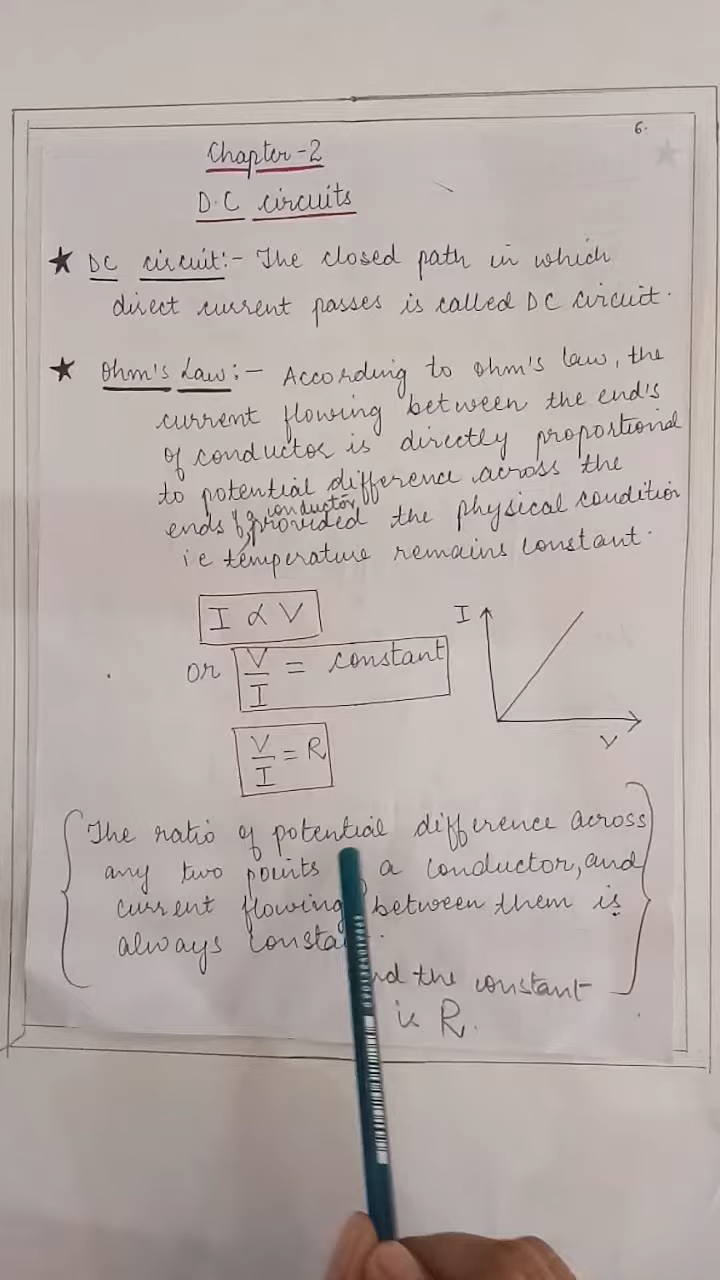 6.
Chapter-2
D.C circuits
★ DC circuit:- The closed path in which
direct current passes is called DC circuit.
★ Ohm's Law:- According to ohm's law, the
current flowing between the end's
of conductor is directly proportional
to potential difference across the
conductor
ends of a provided the physical condition
ie temperature remains constant.
I ∝ V
or V/I = constant
V/I = R
I
V
The ratio of potential difference across
any two points a conductor, and
current flowing between them is
always
the constant
is R.